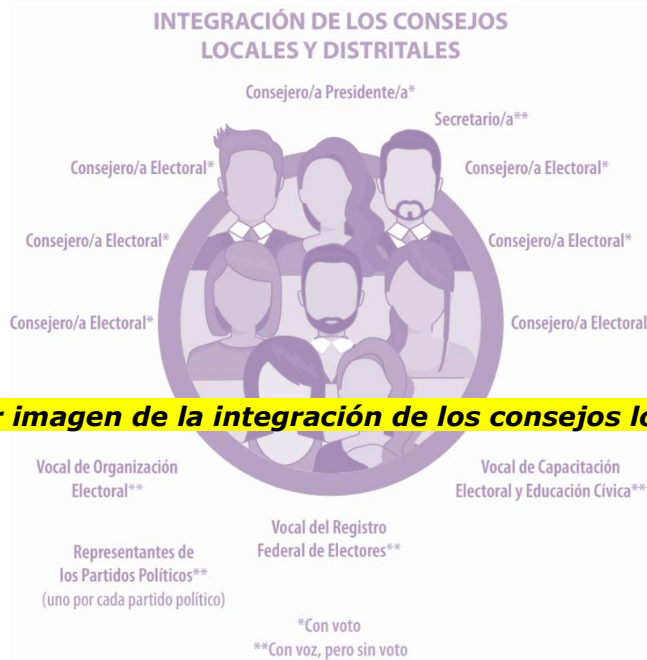 INTEGRACIÓN DE LOS CONSEJOS
LOCALES Y DISTRITALES
Consejero/a Presidente/a*
Secretario/a**
Consejero/a Electoral*
Consejero/a Electoral*
Consejero/a Electoral*
Consejero/a Electoral*
Consejero/a Electoral*
Consejero/a Electoral
imagen de la integración de los consejos
Vocal de Organización
Electoral**
Vocal de Capacitación
Electoral y Educación Cívica**
Vocal del Registro
Federal de Electores**
Representantes de
los Partidos Políticos**
(uno por cada partido político)
*Con voto
**Con voz, pero sin voto